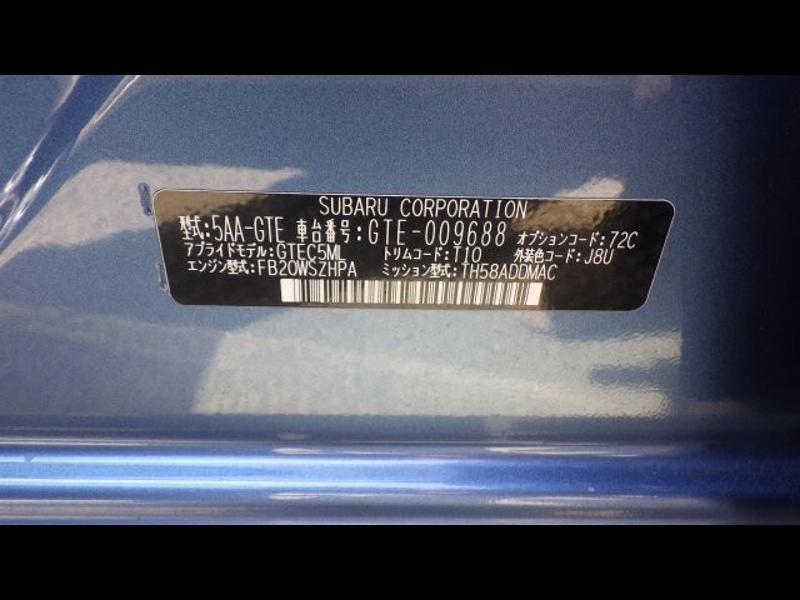 SUBARU CORPORATION
型式:5AA-GTE 車台番号:GTE-009688 オプションコード:72C
アプライドモデル:GTEC5ML トリムコード:T10 外装色コード:J8U
エンジン型式:FB20WSZHPA ミッション型式:TH58ADDMAC